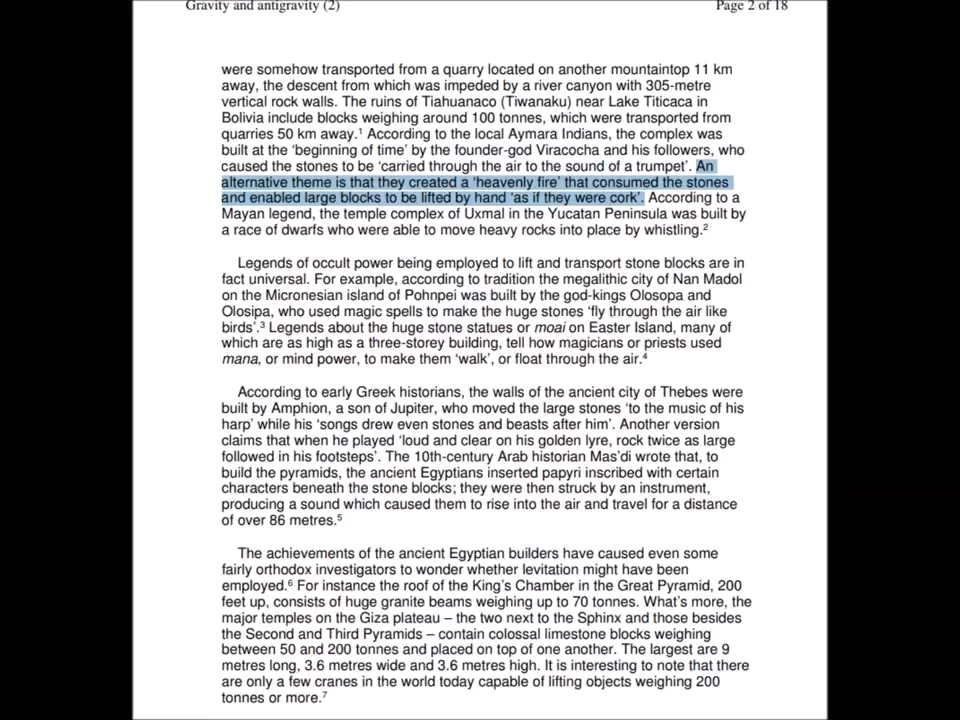 Gravity and antigravity (2) Page 2 of 18
were somehow transported from a quarry located on another mountaintop 11 km
away, the descent from which was impeded by a river canyon with 305-metre
vertical rock walls. The ruins of Tiahuanaco (Tiwanaku) near Lake Titicaca in
Bolivia include blocks weighing around 100 tonnes, which were transported from
quarries 50 km away.¹ According to the local Aymara Indians, the complex was
built at the ‘beginning of time’ by the founder-god Viracocha and his followers, who
caused the stones to be ‘carried through the air to the sound of a trumpet’. An
alternative theme is that they created a ‘heavenly fire’ that consumed the stones
and enabled large blocks to be lifted by hand ‘as if they were cork’. According to a
Mayan legend, the temple complex of Uxmal in the Yucatan Peninsula was built by
a race of dwarfs who were able to move heavy rocks into place by whistling.²
Legends of occult power being employed to lift and transport stone blocks are in
fact universal. For example, according to tradition the megalithic city of Nan Madol
on the Micronesian island of Pohnpei was built by the god-kings Olosopa and
Olosipa, who used magic spells to make the huge stones ‘fly through the air like
birds’.³ Legends about the huge stone statues or moai on Easter Island, many of
which are as high as a three-storey building, tell how magicians or priests used
mana, or mind power, to make them ‘walk’, or float through the air.⁴
According to early Greek historians, the walls of the ancient city of Thebes were
built by Amphion, a son of Jupiter, who moved the large stones ‘to the music of his
harp’ while his ‘songs drew even stones and beasts after him’. Another version
claims that when he played ‘loud and clear on his golden lyre, rock twice as large
followed in his footsteps’. The 10th-century Arab historian Mas’di wrote that, to
build the pyramids, the ancient Egyptians inserted papyri inscribed with certain
characters beneath the stone blocks; they were then struck by an instrument,
producing a sound which caused them to rise into the air and travel for a distance
of over 86 metres.⁵
The achievements of the ancient Egyptian builders have caused even some
fairly orthodox investigators to wonder whether levitation might have been
employed.⁶ For instance the roof of the King’s Chamber in the Great Pyramid, 200
feet up, consists of huge granite beams weighing up to 70 tonnes. What’s more, the
major temples on the Giza plateau – the two next to the Sphinx and those besides
the Second and Third Pyramids – contain colossal limestone blocks weighing
between 50 and 200 tonnes and placed on top of one another. The largest are 9
metres long, 3.6 metres wide and 3.6 metres high. It is interesting to note that there
are only a few cranes in the world today capable of lifting objects weighing 200
tonnes or more.⁷